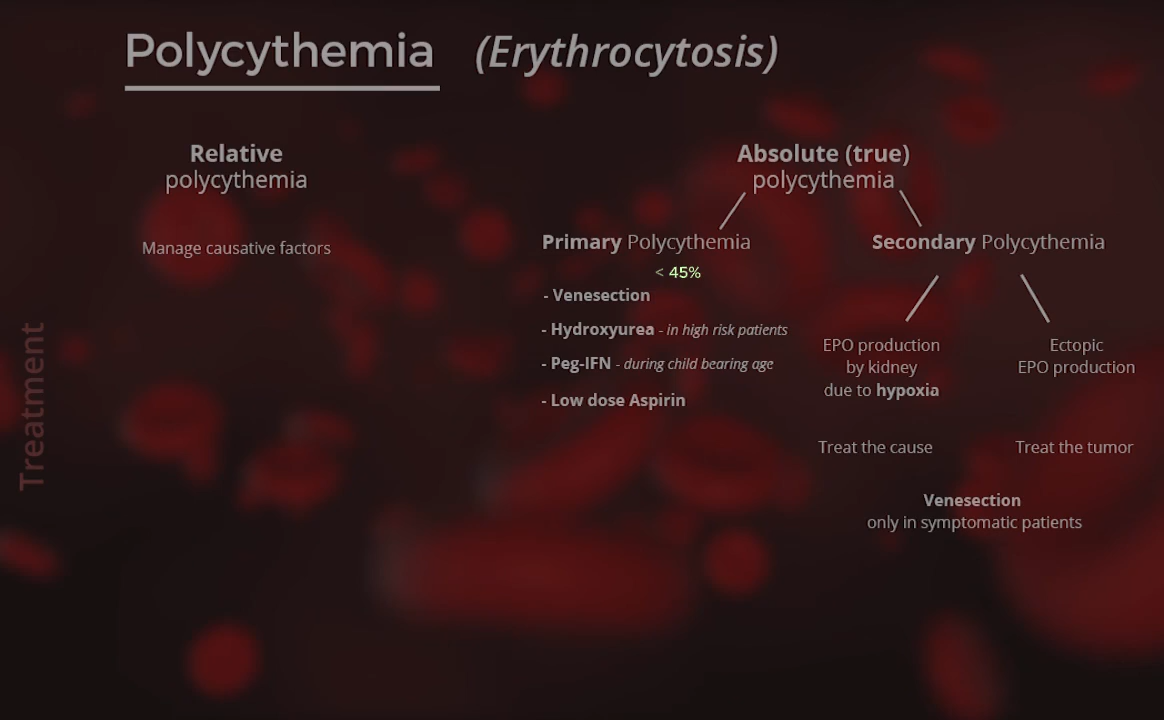 Polycythemia (Erythrocytosis)
Relative
polycythemia
Manage causative factors
Absolute (true)
polycythemia
Primary Polycythemia
< 45%
- Venesection
- Hydroxyurea - in high risk patients
- Peg-IFN - during child bearing age
- Low dose Aspirin
Secondary Polycythemia
EPO production
by kidney
due to hypoxia
Treat the cause
Ectopic
EPO production
Treat the tumor
Venesection
only in symptomatic patients
Treatment